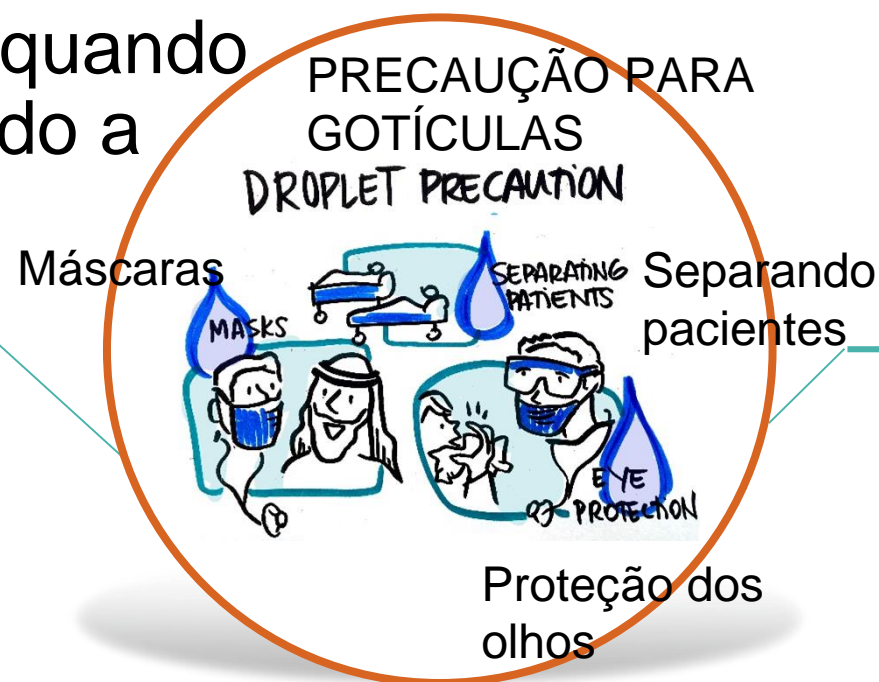 quando
do a
PRECAUÇÃO PARA
GOTÍCULAS
DROPLET PRECAUTION
Máscaras
MASKS
SEPARATING
PATIENTS
Separando
pacientes
EYE
PROTECTION
Proteção dos
olhos